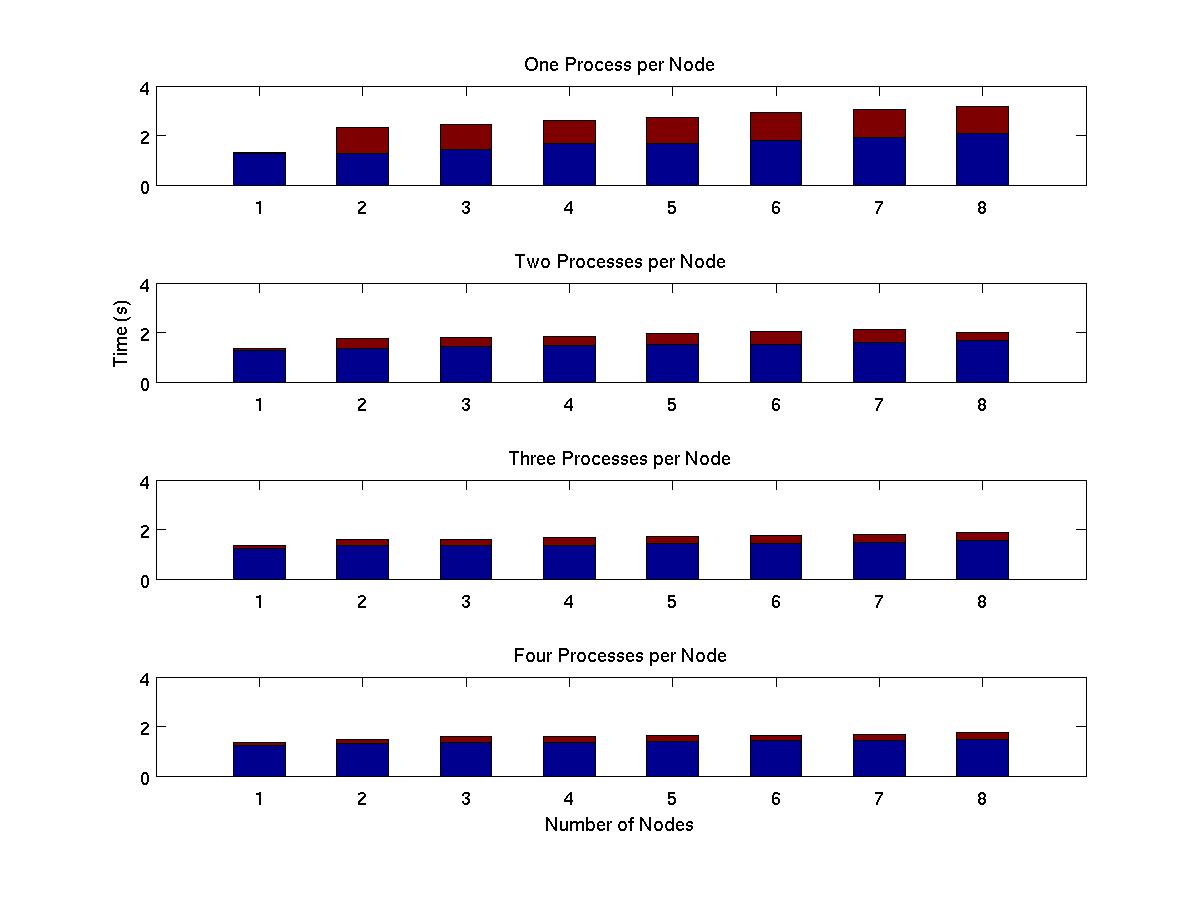 One Process per Node
4
2
0
1 2 3 4 5 6 7 8
Two Processes per Node
4
2
0
1 2 3 4 5 6 7 8
Time (s)
Three Processes per Node
4
2
0
1 2 3 4 5 6 7 8
Four Processes per Node
4
2
0
1 2 3 4 5 6 7 8
Number of Nodes